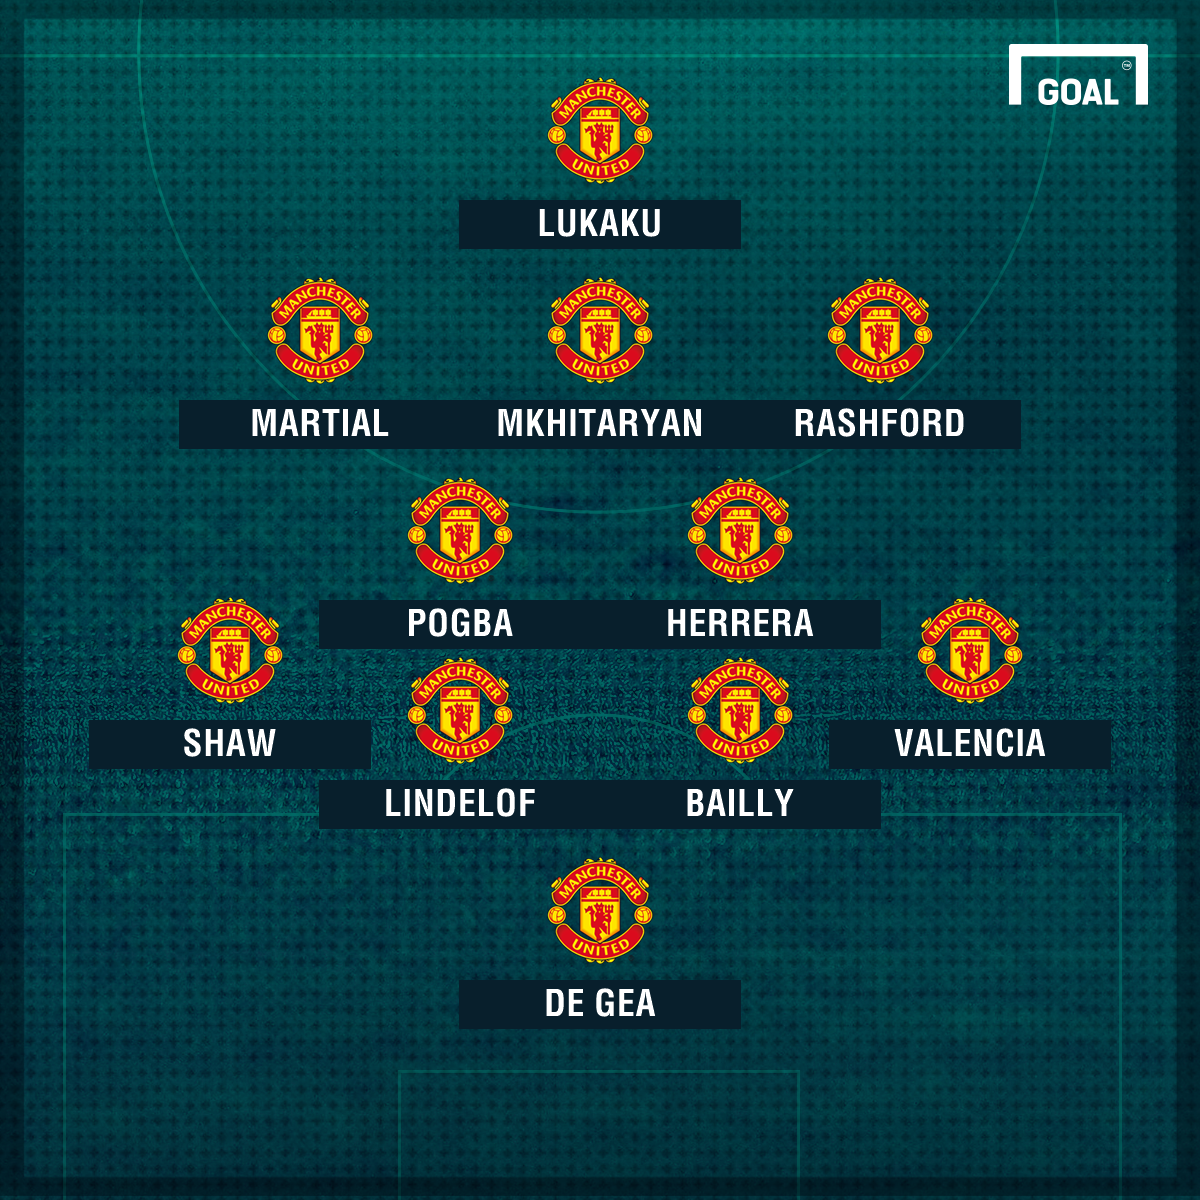 GOAL
TM
MANCHESTER
UNITED
LUKAKU
MANCHESTER
UNITED
MANCHESTER
UNITED
MANCHESTER
UNITED
MARTIAL
MKHITARYAN
RASHFORD
MANCHESTER
UNITED
MANCHESTER
UNITED
POGBA
HERRERA
MANCHESTER
UNITED
MANCHESTER
UNITED
SHAW
VALENCIA
MANCHESTER
UNITED
MANCHESTER
UNITED
LINDELOF
BAILLY
MANCHESTER
UNITED
DE GEA